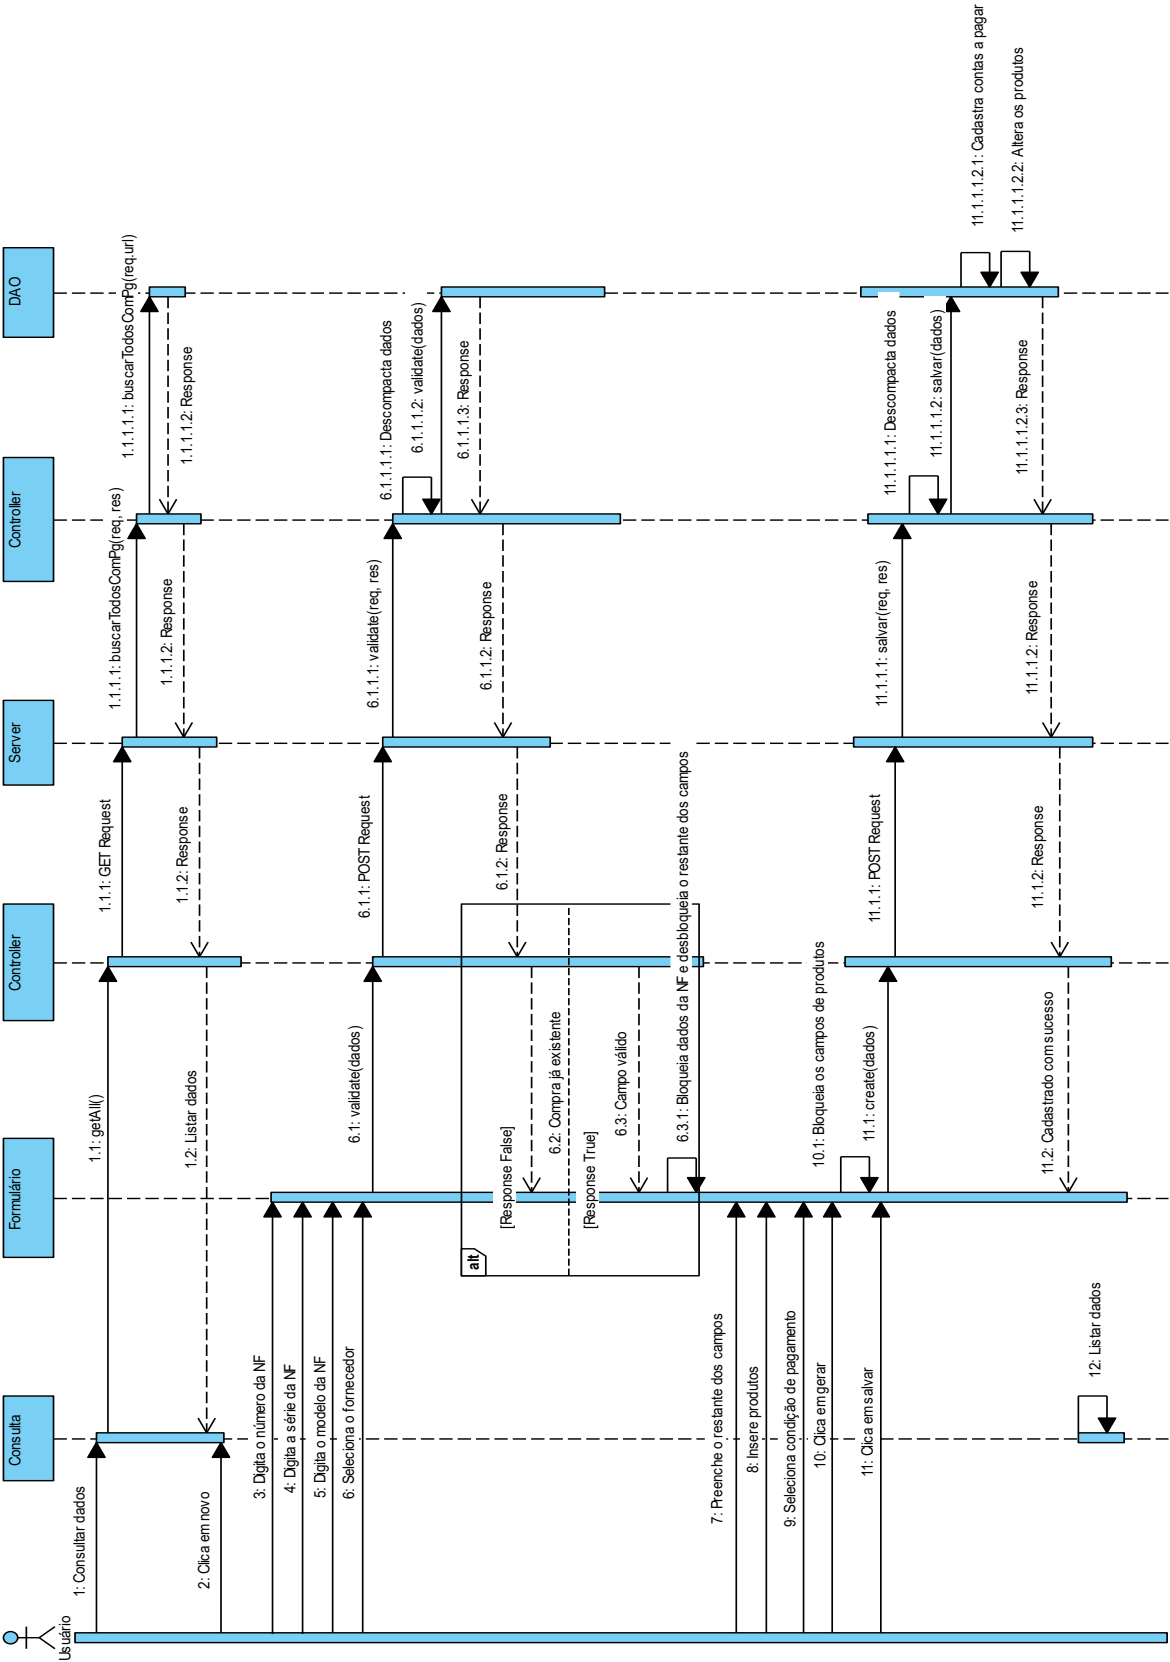 Usuário
Consulta
Formulário
Controller
Server
Controller
DAO
1: Consultar dados
1.1: getAll()
1.1.1: GET Request
1.1.1.1: buscarTodosComPg(req, res)
1.1.1.1.1: buscarTodosComPg(req.url)
1.1.1.1.2: Response
1.1.1.2: Response
1.1.2: Response
1.2: Listar dados
2: Clica em novo
3: Digita o número da NF
4: Digita a série da NF
5: Digita o modelo da NF
6: Seleciona o fornecedor
6.1: validate(dados)
6.1.1: POST Request
6.1.1.1: validate(req, res)
6.1.1.1.1: Descompacta dados
6.1.1.1.2: validate(dados)
6.1.1.1.3: Response
6.1.1.2: Response
6.1.2: Response
alt
[Response False]
6.2: Compra já existente
[Response True]
6.3: Campo válido
6.3.1: Bloqueia dados da NF e desbloqueia o restante dos campos
7: Preenche o restante dos campos
8: Insere produtos
9: Seleciona condição de pagamento
10: Clica em gerar
10.1: Bloqueia os campos de produtos
11: Clica em salvar
11.1: create(dados)
11.1.1: POST Request
11.1.1.1: salvar(req, res)
11.1.1.1.1: Descompacta dados
11.1.1.1.2: salvar(dados)
11.1.1.1.2.1: Cadastra contas a pagar
11.1.1.1.2.2: Altera os produtos
11.1.1.1.2.3: Response
11.1.1.2: Response
11.1.2: Response
11.2: Cadastrado com sucesso
12: Listar dados